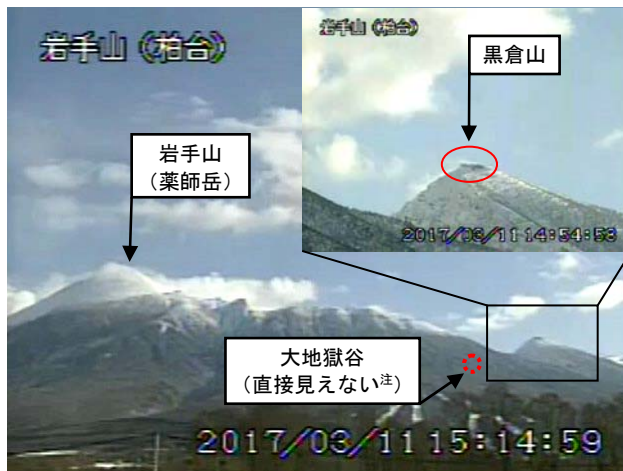 岩手山（柏台）
岩手山（柏台）
黒倉山
2017/03/11 14:54:53
岩手山
（薬師岳）
大地獄谷
（直接見えない注）
2017/03/11 15:14:59